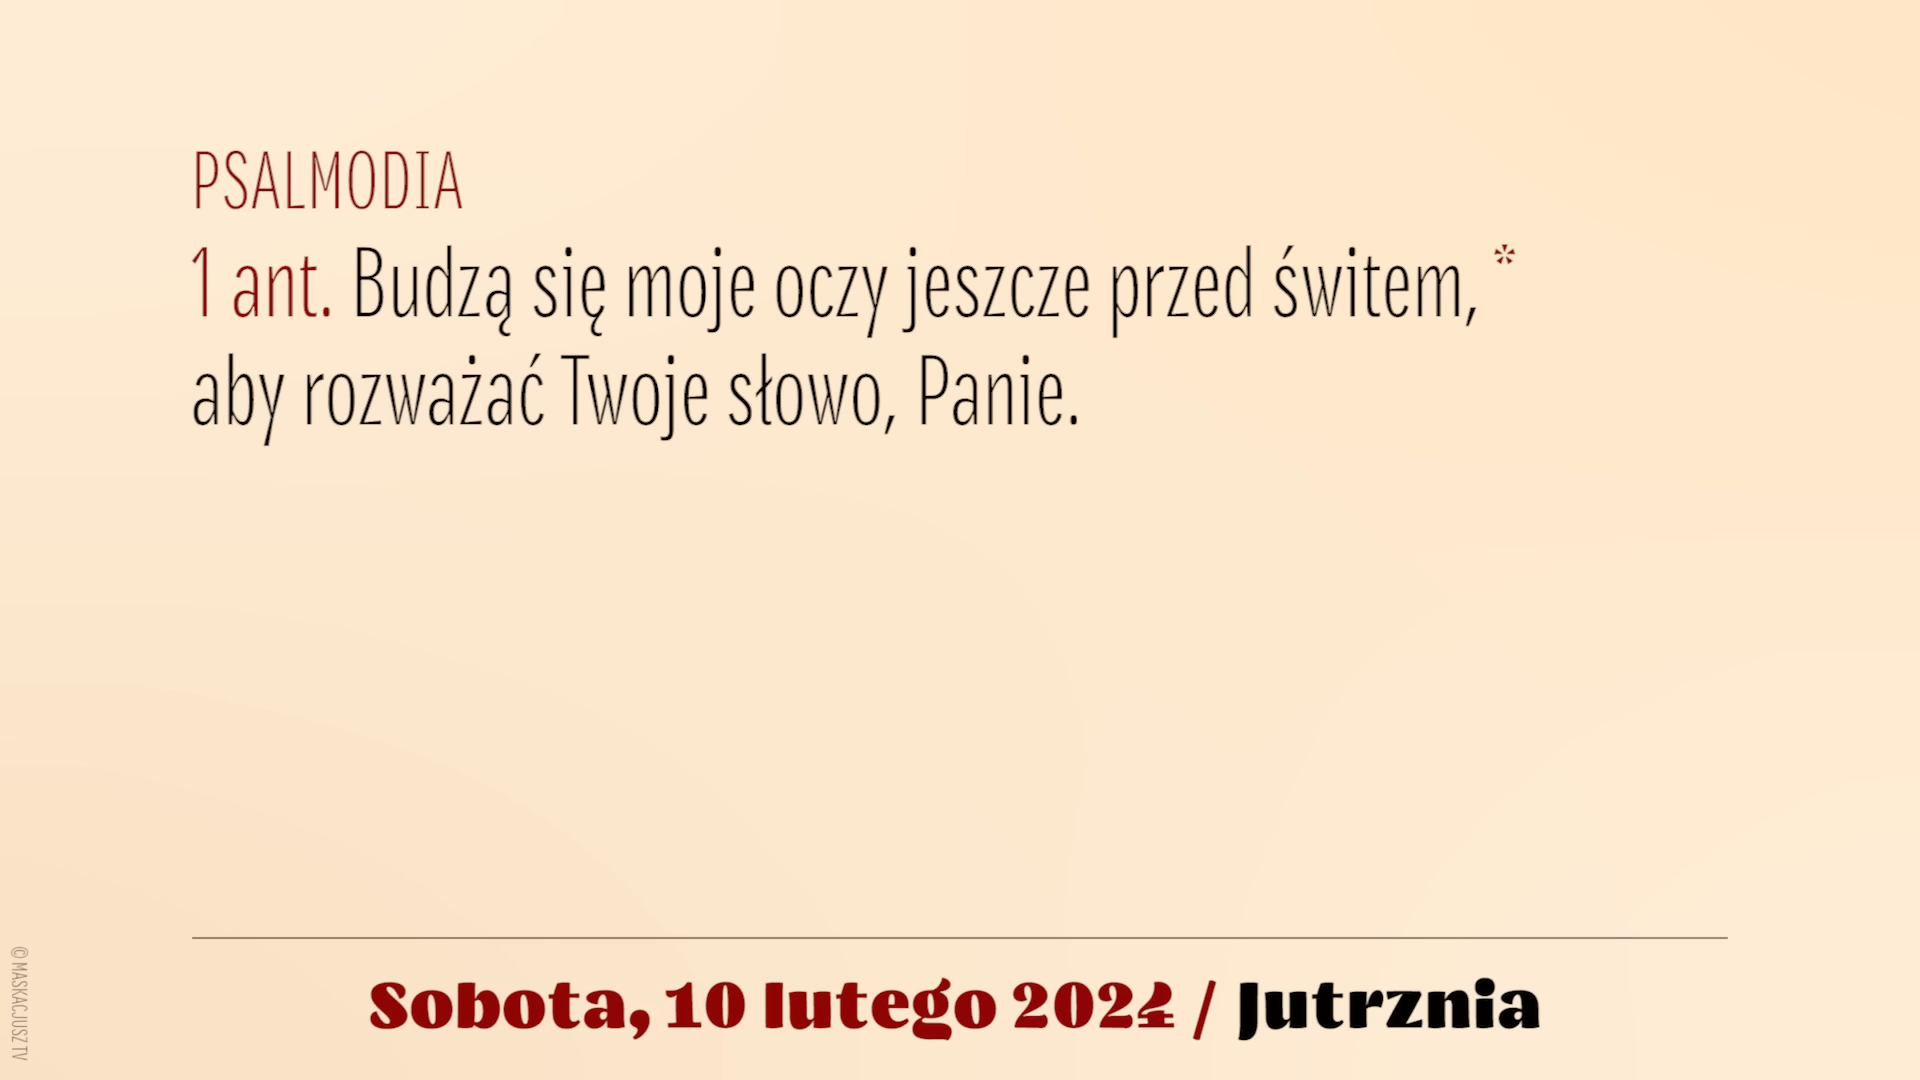 PSALMODIA
1 ant. Budzą się moje oczy jeszcze przed świtem, *
aby rozważać Twoje słowo, Panie.
Sobota, 10 lutego 2024 / Jutrznia
© MASKACJUSZ TV